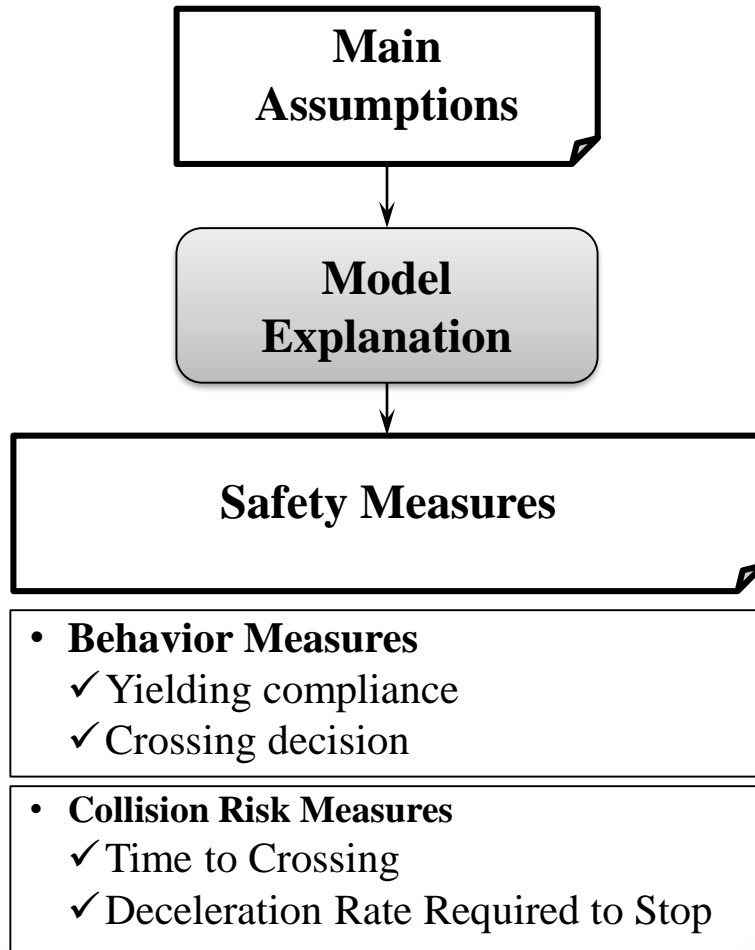 Main
Assumptions
Model
Explanation
Safety Measures
• Behavior Measures
✓ Yielding compliance
✓ Crossing decision
• Collision Risk Measures
✓ Time to Crossing
✓ Deceleration Rate Required to Stop